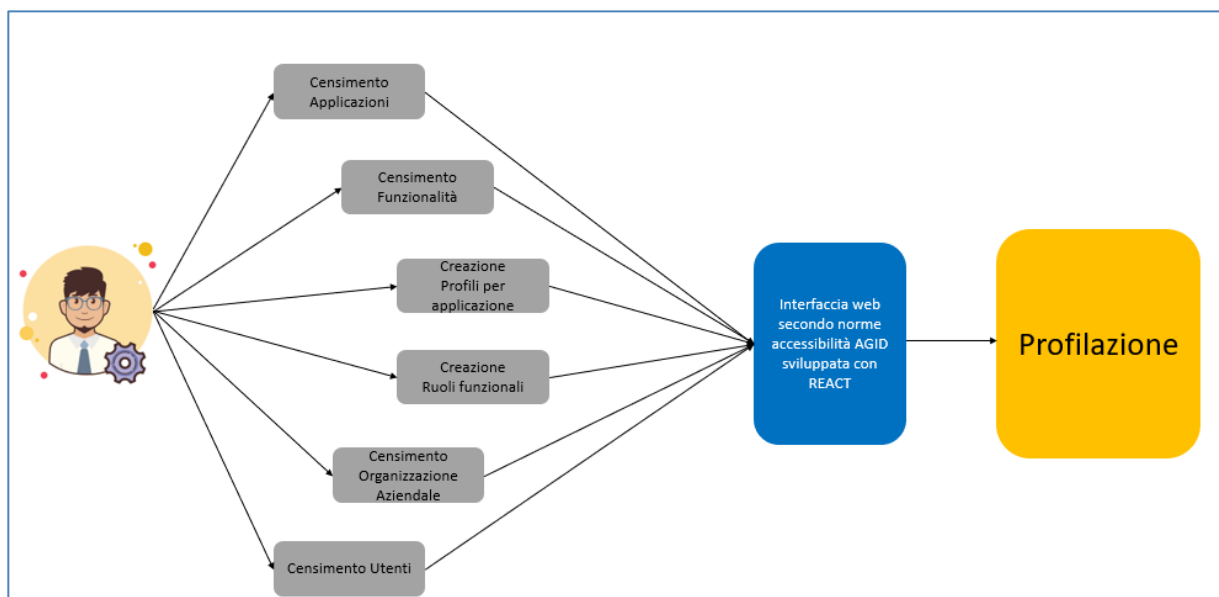 Censimento
Applicazioni
Censimento
Funzionalità
Creazione
Profili per
applicazione
Creazione
Ruoli funzionali
Censimento
Organizzazione
Aziendale
Censimento Utenti
Interfaccia web
secondo norme
accessibilità AGID
sviluppata con
REACT
Profilazione